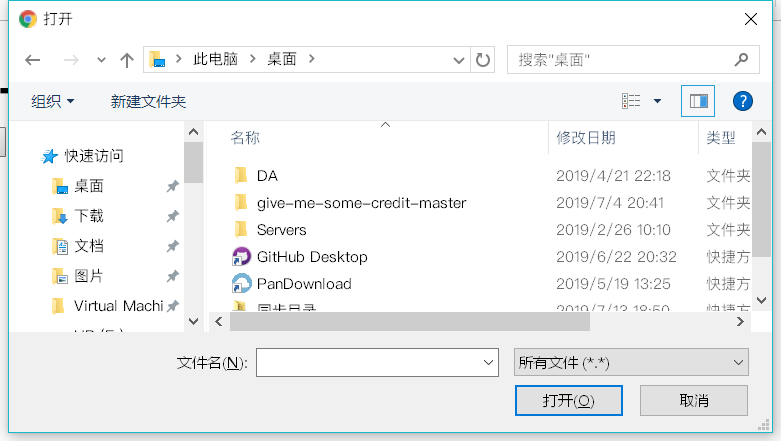 打开
此电脑 桌面
搜索"桌面"
组织 新建文件夹
名称 修改日期 类型
快速访问
桌面
下载
文档
图片
Virtual Machi
DA 2019/4/21 22:18 文件夹
give-me-some-credit-master 2019/7/4 20:41 文件夹
Servers 2019/2/26 10:10 文件夹
GitHub Desktop 2019/6/22 20:32 快捷方
PanDownload 2019/5/19 13:25 快捷方
同步目录 2019/7/13 18:50
文件名(N): 所有文件 (*.*)
打开(O) 取消